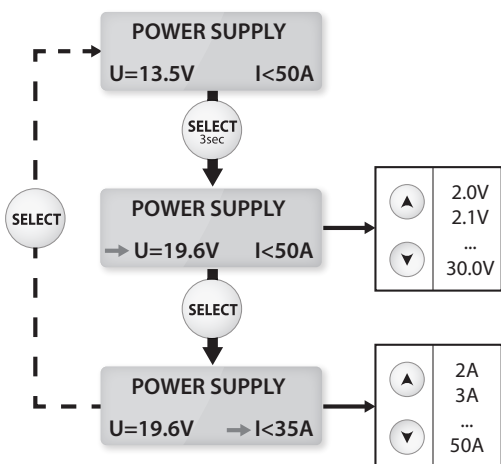 POWER SUPPLY
U=13.5V I<50A
SELECT
3sec
POWER SUPPLY
U=19.6V I<50A
2.0V
2.1V
...
30.0V
SELECT
SELECT
POWER SUPPLY
U=19.6V I<35A
2A
3A
...
50A